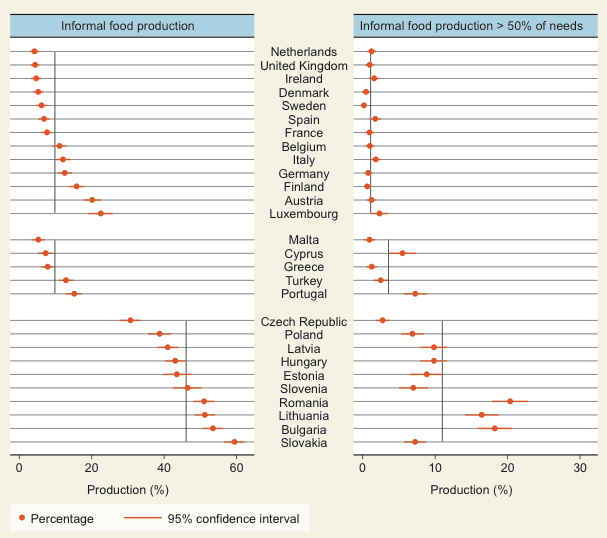 Informal food production
Informal food production > 50% of needs
Netherlands
United Kingdom
Ireland
Denmark
Sweden
Spain
France
Belgium
Italy
Germany
Finland
Austria
Luxembourg
Malta
Cyprus
Greece
Turkey
Portugal
Czech Republic
Poland
Latvia
Hungary
Estonia
Slovenia
Romania
Lithuania
Bulgaria
Slovakia
0 20 40 60
0 10 20 30
Production (%)
Production (%)
Percentage
95% confidence interval